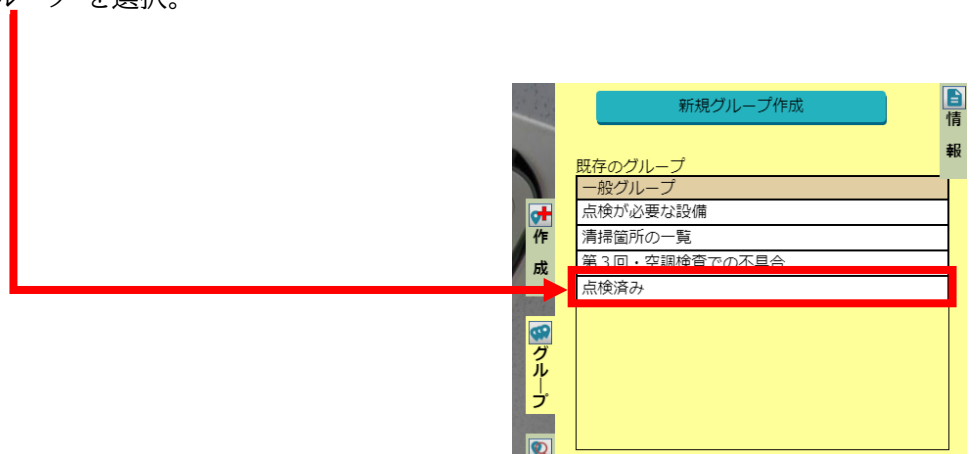 を選択。
新規グループ作成
情報
既存のグループ
一般グループ
点検が必要な設備
作成
清掃箇所の一覧
第3回・空調検査での不具合
点検済み
グループ